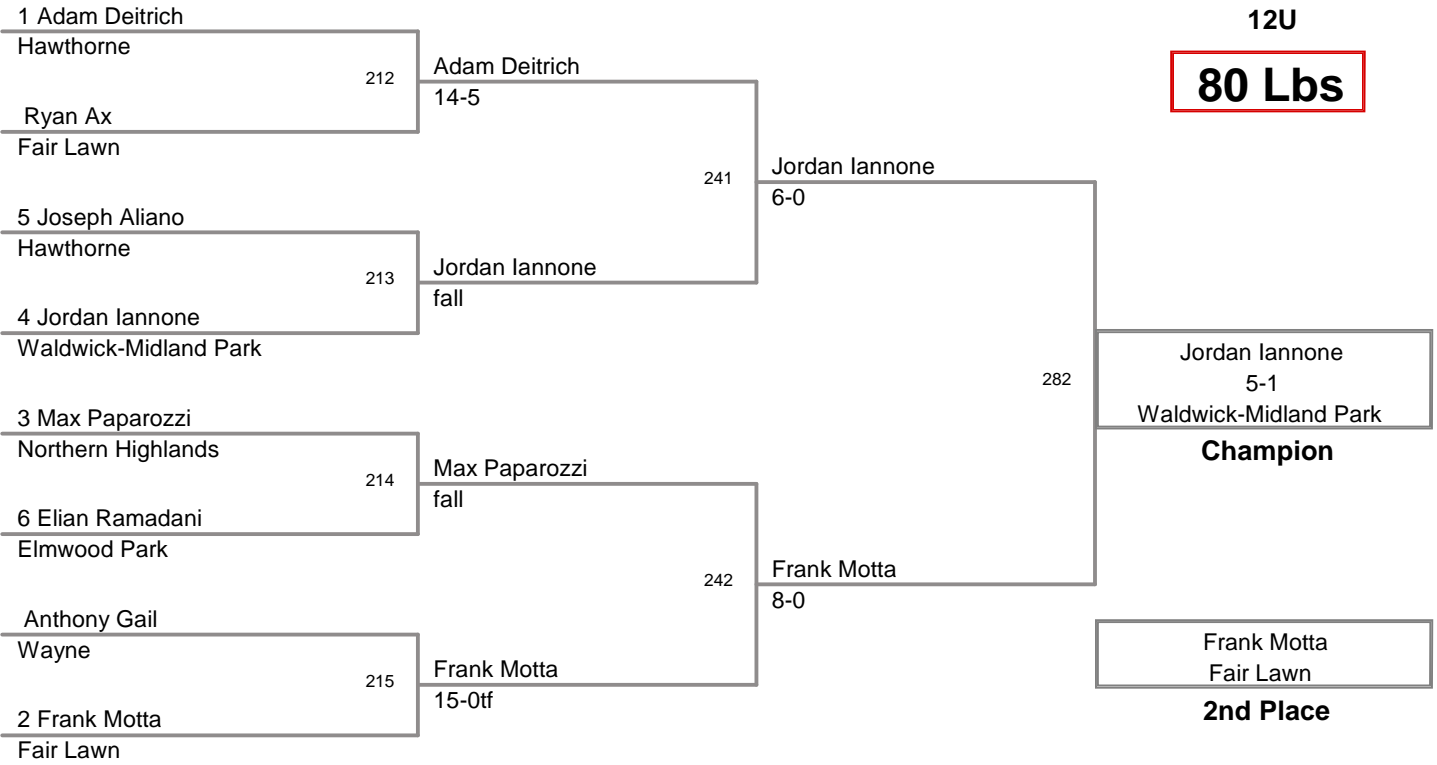 1 Adam Deitrich
Hawthorne
212
Ryan Ax
Fair Lawn
5 Joseph Aliano
Hawthorne
213
4 Jordan Iannone
Waldwick-Midland Park
3 Max Paparozzi
Northern Highlands
214
6 Elian Ramadani
Elmwood Park
Anthony Gail
Wayne
215
2 Frank Motta
Fair Lawn
Adam Deitrich
14-5
241
Jordan Iannone
fall
Max Paparozzi
fall
242
Frank Motta
15-0tf
Jordan Iannone
6-0
282
Frank Motta
8-0
12U
80 Lbs
Jordan Iannone
5-1
Waldwick-Midland Park
Champion
Frank Motta
Fair Lawn
2nd Place